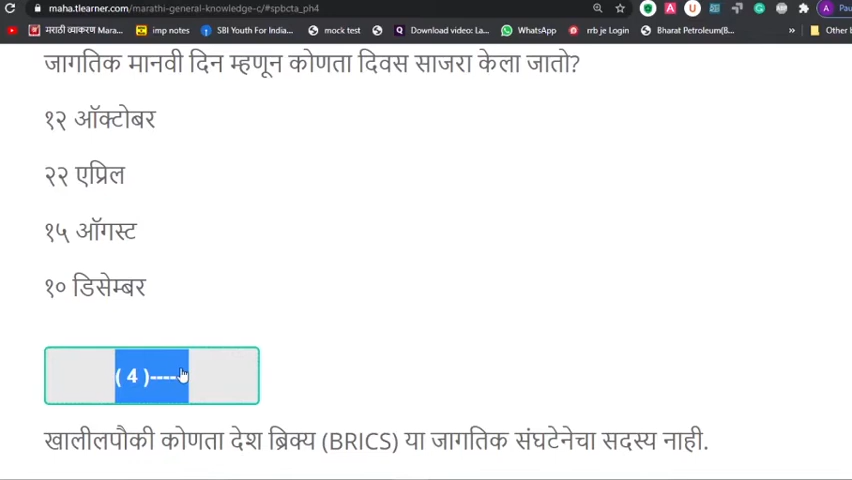 maha.tlearner.com/marathi-general-knowledge-c/#spbcta_ph4
A
Pau
मराठी व्याकरण Mara... imp notes SBI Youth For India... mock test Download video: La... WhatsApp rrb je Login Bharat Petroleum(B... » Other b
जागतिक मानवी दिन म्हणून कोणता दिवस साजरा केला जातो?
१२ ऑक्टोबर
२२ एप्रिल
१५ ऑगस्ट
१० डिसेम्बर
( 4 )-----
खालीलपौकी कोणता देश ब्रिक्य (BRICS) या जागतिक संघटेनेचा सदस्य नाही.